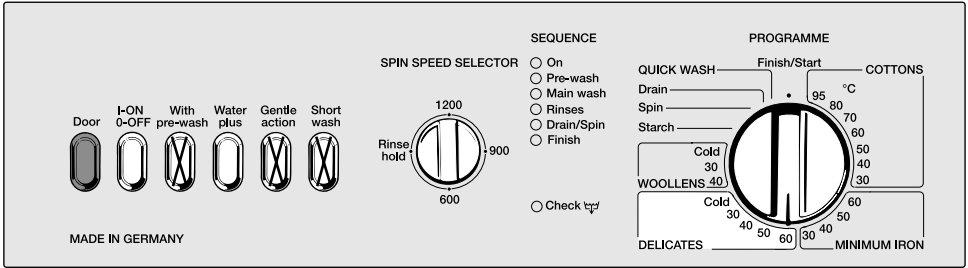 Door
I-ON
0-OFF
With
pre-wash
Water
plus
Gentle
action
Short
wash
MADE IN GERMANY
SPIN SPEED SELECTOR
1200
900
600
Rinse
hold
SEQUENCE
On
Pre-wash
Main wash
Rinses
Drain/Spin
Finish
Check
PROGRAMME
Finish/Start
QUICK WASH
Drain
Spin
Starch
Cold
30
40
WOOLLENS
Cold
30
40
50
60
DELICATES
COTTONS
°C
95
80
70
60
50
40
30
60
50
40
30
MINIMUM IRON